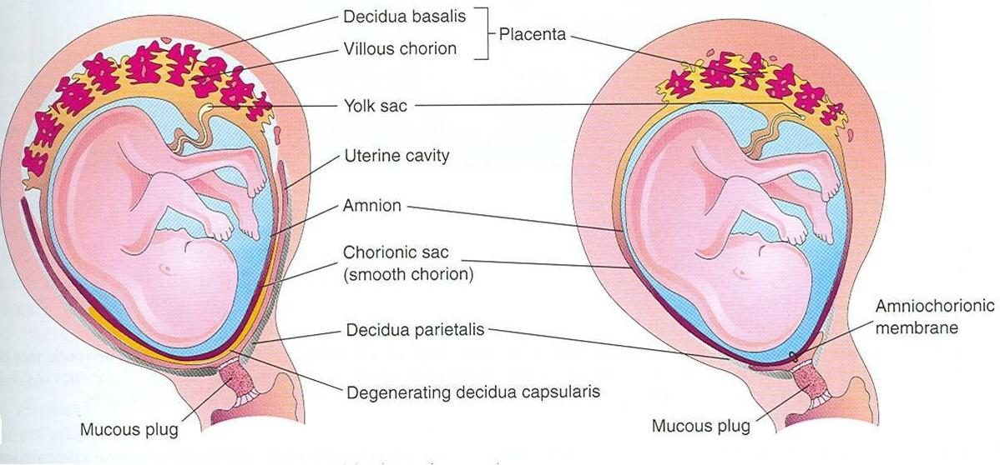 Decidua basalis
Villous chorion
Placenta
Yolk sac
Uterine cavity
Amnion
Chorionic sac
(smooth chorion)
Decidua parietalis
Degenerating decidua capsularis
Mucous plug
Amniochorionic
membrane
Mucous plug